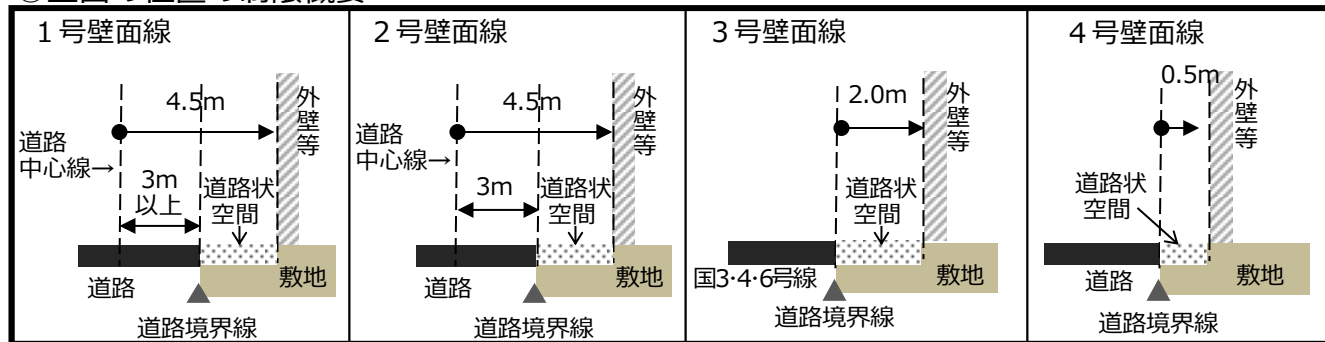 ○壁面の位置の制限概要
1号壁面線
4.5m
外壁等
道路
中心線→
3m
以上
道路状
空間
道路
敷地
道路境界線
2号壁面線
4.5m
外壁等
道路
中心線→
3m
道路状
空間
道路
敷地
道路境界線
3号壁面線
2.0m
外壁等
道路状
空間
国3・4・6号線
敷地
道路境界線
4号壁面線
0.5m
外壁等
道路状
空間
道路
敷地
道路境界線